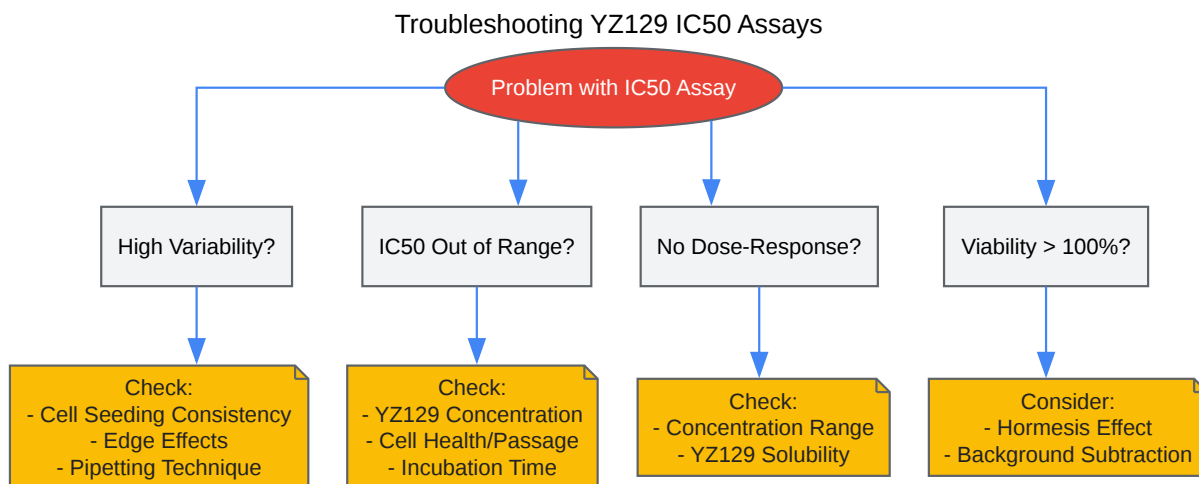 Troubleshooting YZ129 IC50 Assays
Problem with IC50 Assay
High Variability?
IC50 Out of Range?
No Dose-Response?
Viability > 100%?
Check:
- Cell Seeding Consistency
- Edge Effects
- Pipetting Technique
Check:
- YZ129 Concentration
- Cell Health/Passage
- Incubation Time
Check:
- Concentration Range
- YZ129 Solubility
Consider:
- Hormesis Effect
- Background Subtraction